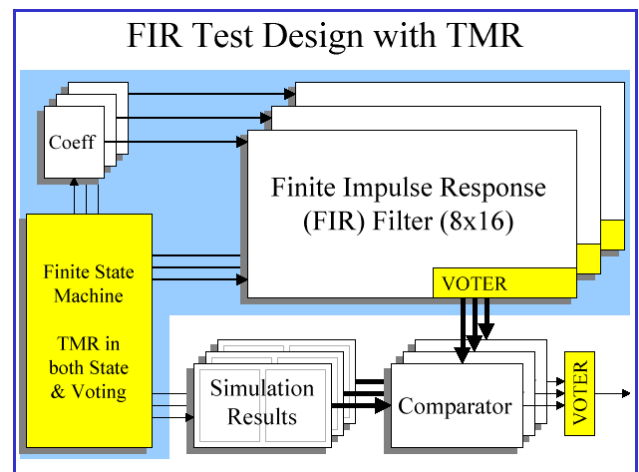 FIR Test Design with TMR
Coeff
Finite Impulse Response
(FIR) Filter (8x16)
VOTER
Finite State
Machine
TMR in
both State
& Voting
Simulation
Results
Comparator
VOTER